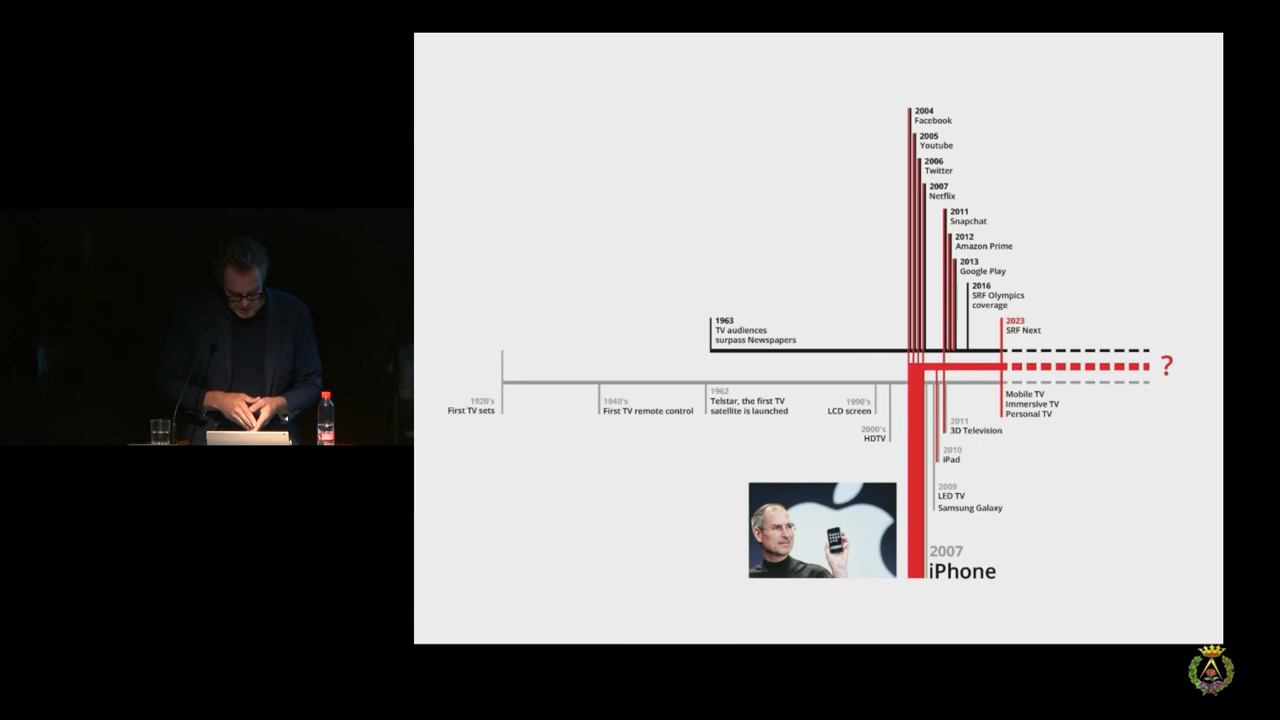 2004
Facebook
2005
Youtube
2006
Twitter
2007
Netflix
2011
Snapchat
2012
Amazon Prime
2013
Google Play
2016
SRF Olympics
coverage
1963
TV audiences
surpass Newspapers
2023
SRF Next
?
1920's
First TV sets
1940's
First TV remote control
1962
Telstar, the first TV
satellite is launched
1990's
LCD screen
2000's
HDTV
Mobile TV
Immersive TV
Personal TV
2011
3D Television
2010
iPad
2009
LED TV
Samsung Galaxy
2007
iPhone